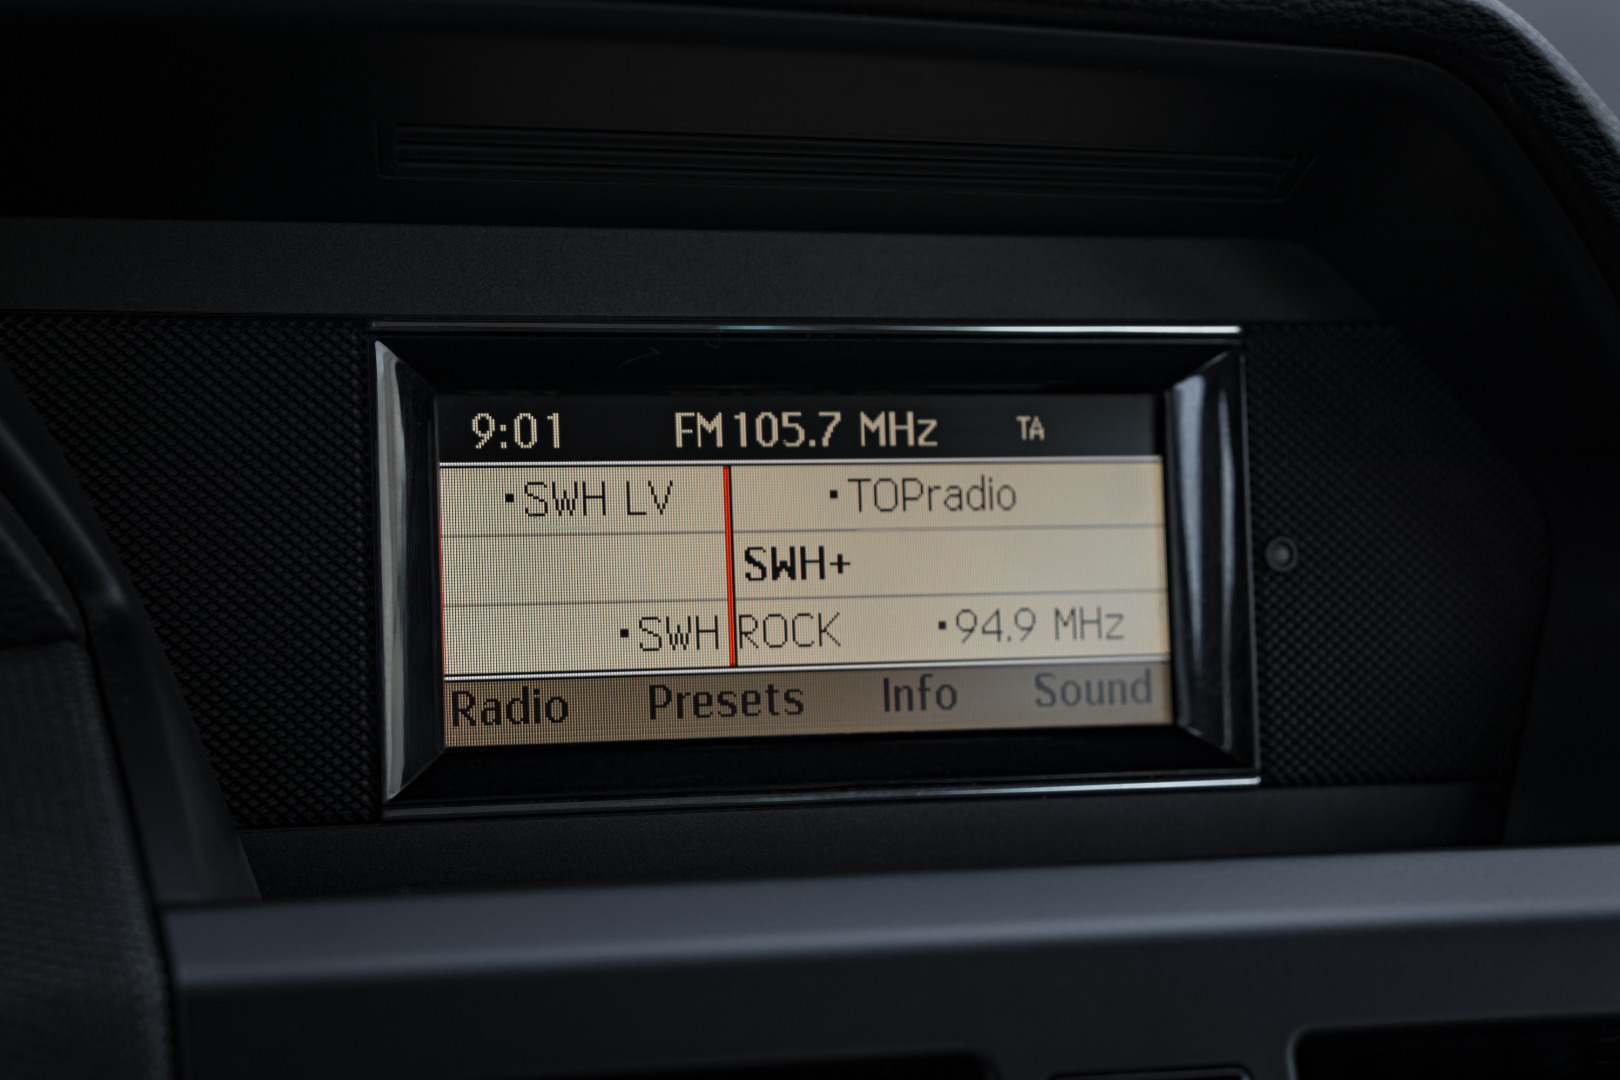 9:01 FM 105.7 MHz TA
·SWH LV ·TOPradio
SWH+
·SWH ROCK ·94.9 MHz
Radio Presets Info Sound